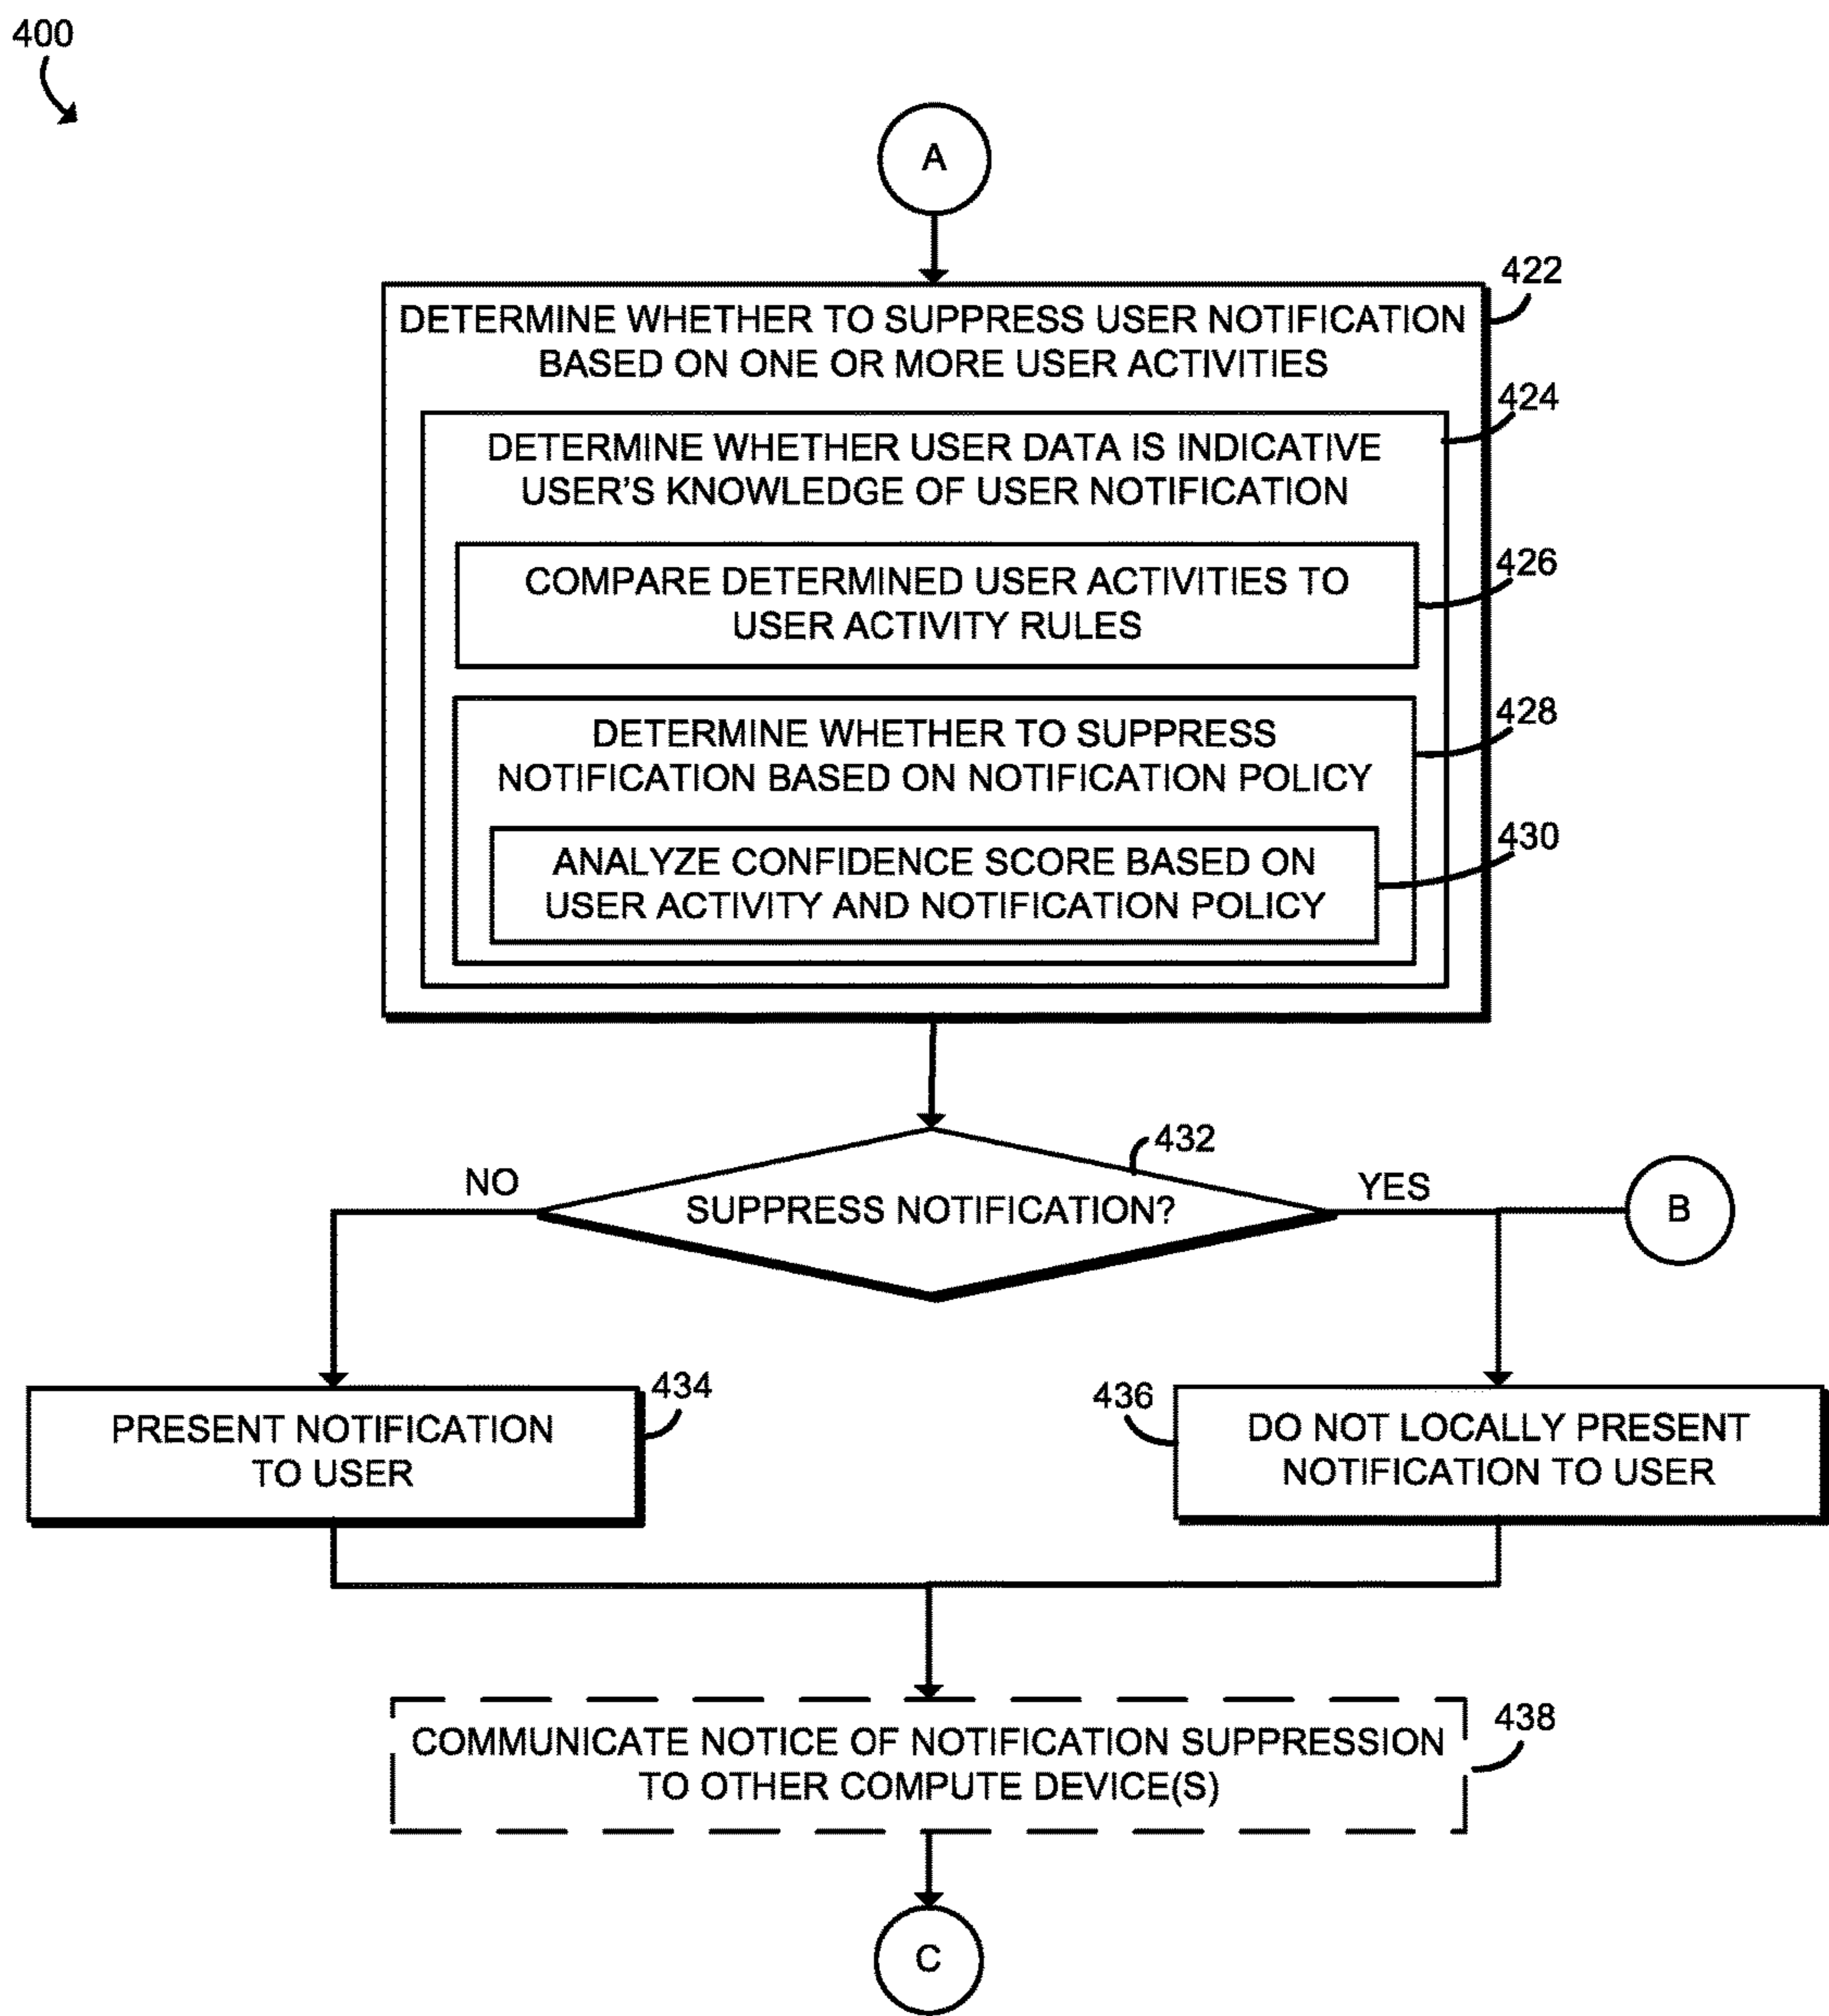 400
A
422
DETERMINE WHETHER TO SUPPRESS USER NOTIFICATION
BASED ON ONE OR MORE USER ACTIVITIES
424
DETERMINE WHETHER USER DATA IS INDICATIVE
USER'S KNOWLEDGE OF USER NOTIFICATION
426
COMPARE DETERMINED USER ACTIVITIES TO
USER ACTIVITY RULES
428
DETERMINE WHETHER TO SUPPRESS
NOTIFICATION BASED ON NOTIFICATION POLICY
430
ANALYZE CONFIDENCE SCORE BASED ON
USER ACTIVITY AND NOTIFICATION POLICY
432
NO
SUPPRESS NOTIFICATION?
YES
B
434
PRESENT NOTIFICATION
TO USER
436
DO NOT LOCALLY PRESENT
NOTIFICATION TO USER
438
COMMUNICATE NOTICE OF NOTIFICATION SUPPRESSION
TO OTHER COMPUTE DEVICE(S)
C